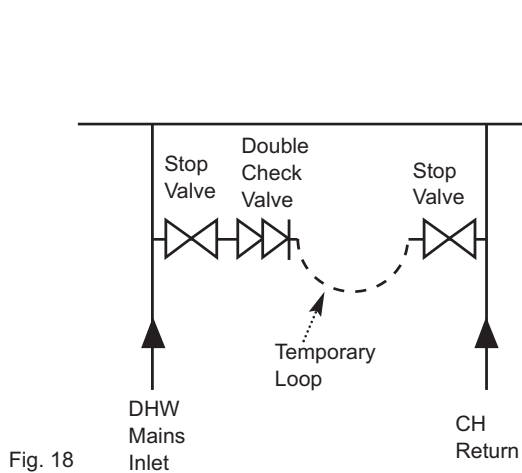 Stop
Valve
Double
Check
Valve
Stop
Valve
Temporary
Loop
DHW
Mains
Inlet
CH
Return
Fig. 18